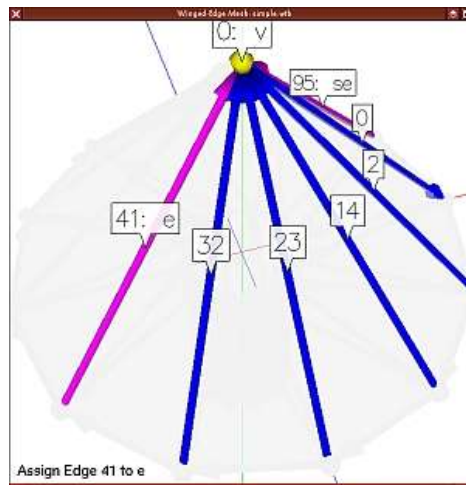 Winged-Edge Mesh: simple.wtb
0: v
95: se
0
2
41: e
14
32
23
Assign Edge 41 to e